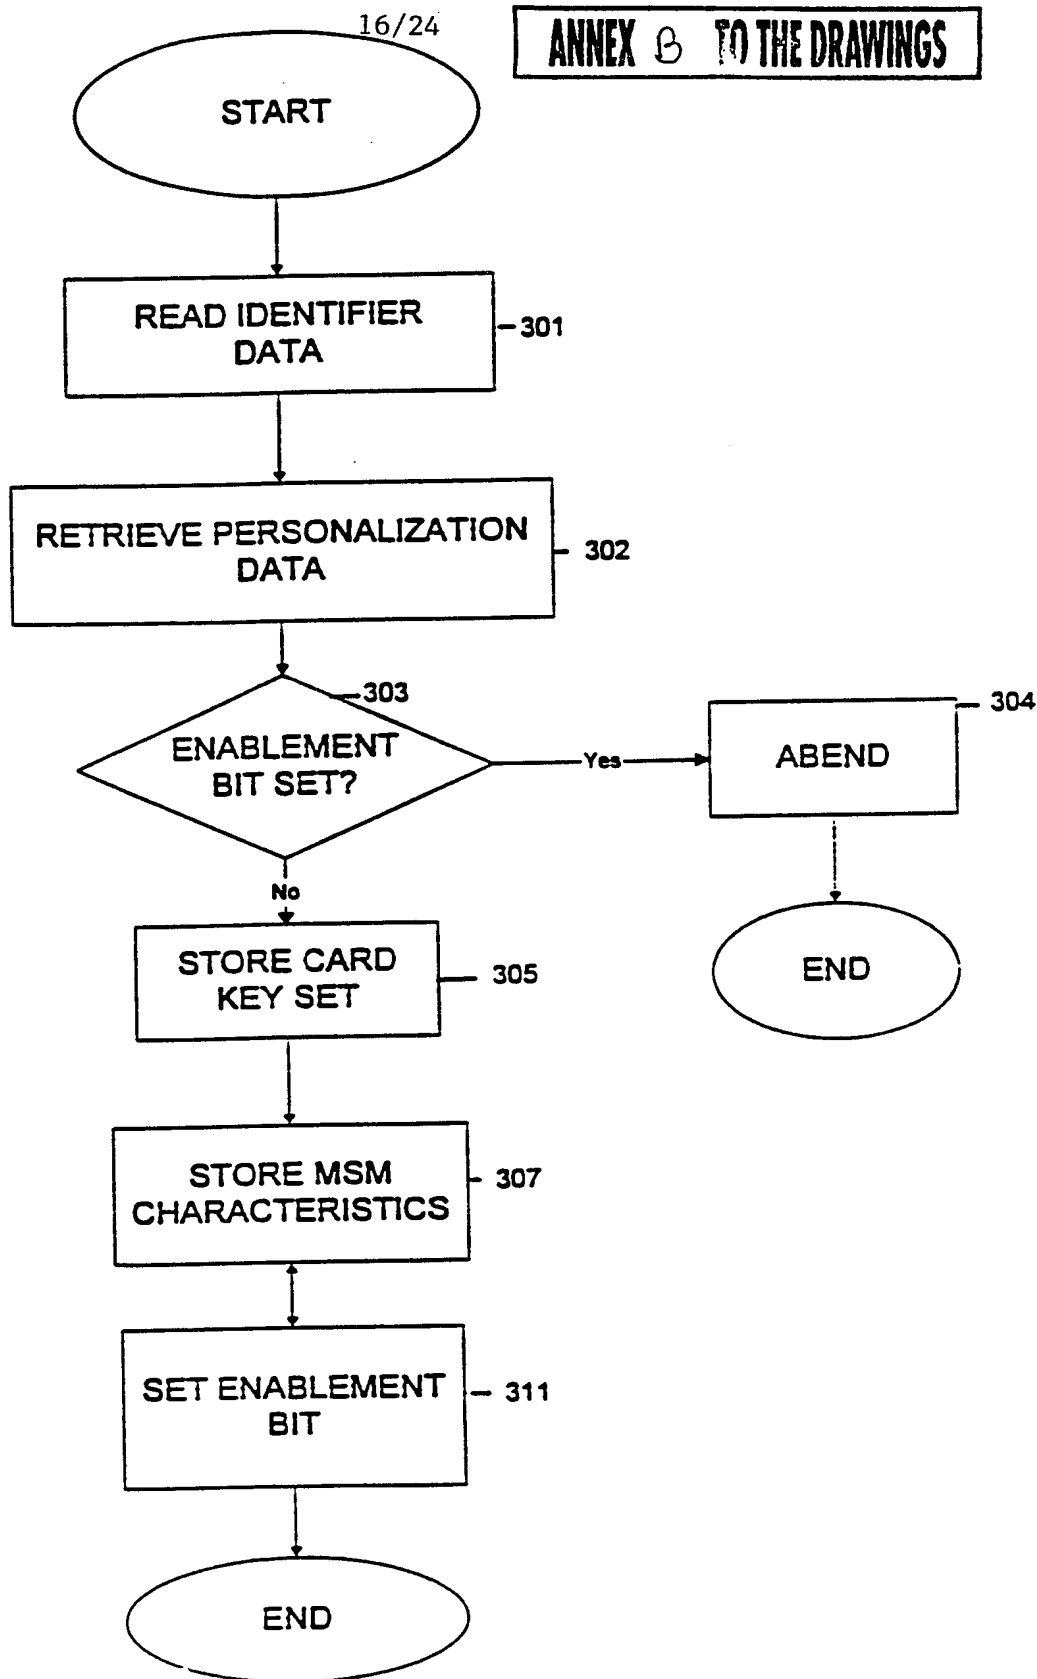 16/24
ANNEX B TO THE DRAWINGS
START
READ IDENTIFIER
DATA
301
RETRIEVE PERSONALIZATION
DATA
302
303
ENABLEMENT
BIT SET?
Yes
304
ABEND
No
END
STORE CARD
KEY SET
305
STORE MSM
CHARACTERISTICS
307
SET ENABLEMENT
BIT
311
END